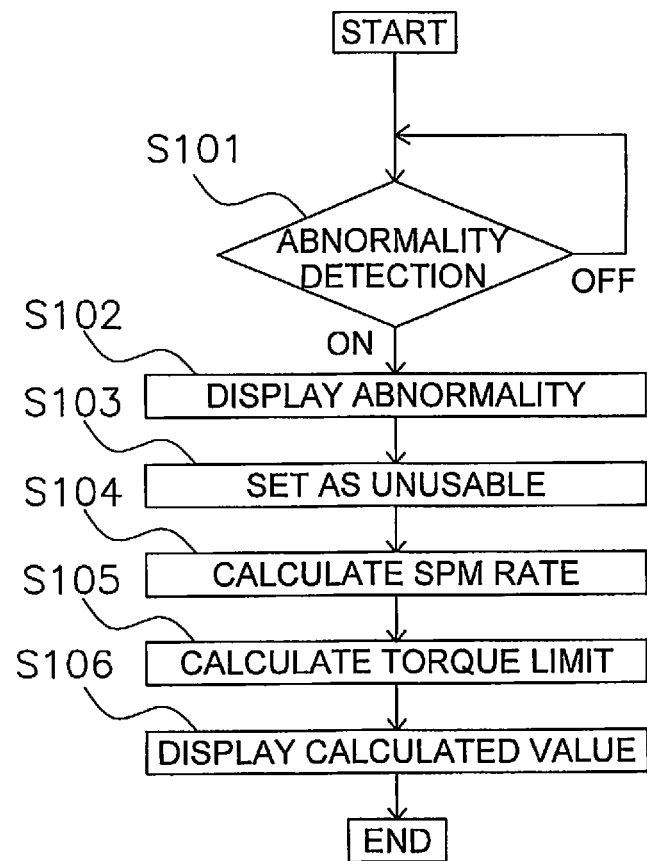 START
S101
ABNORMALITY
DETECTION
OFF
S102
ON
DISPLAY ABNORMALITY
S103
SET AS UNUSABLE
S104
CALCULATE SPM RATE
S105
CALCULATE TORQUE LIMIT
S106
DISPLAY CALCULATED VALUE
END